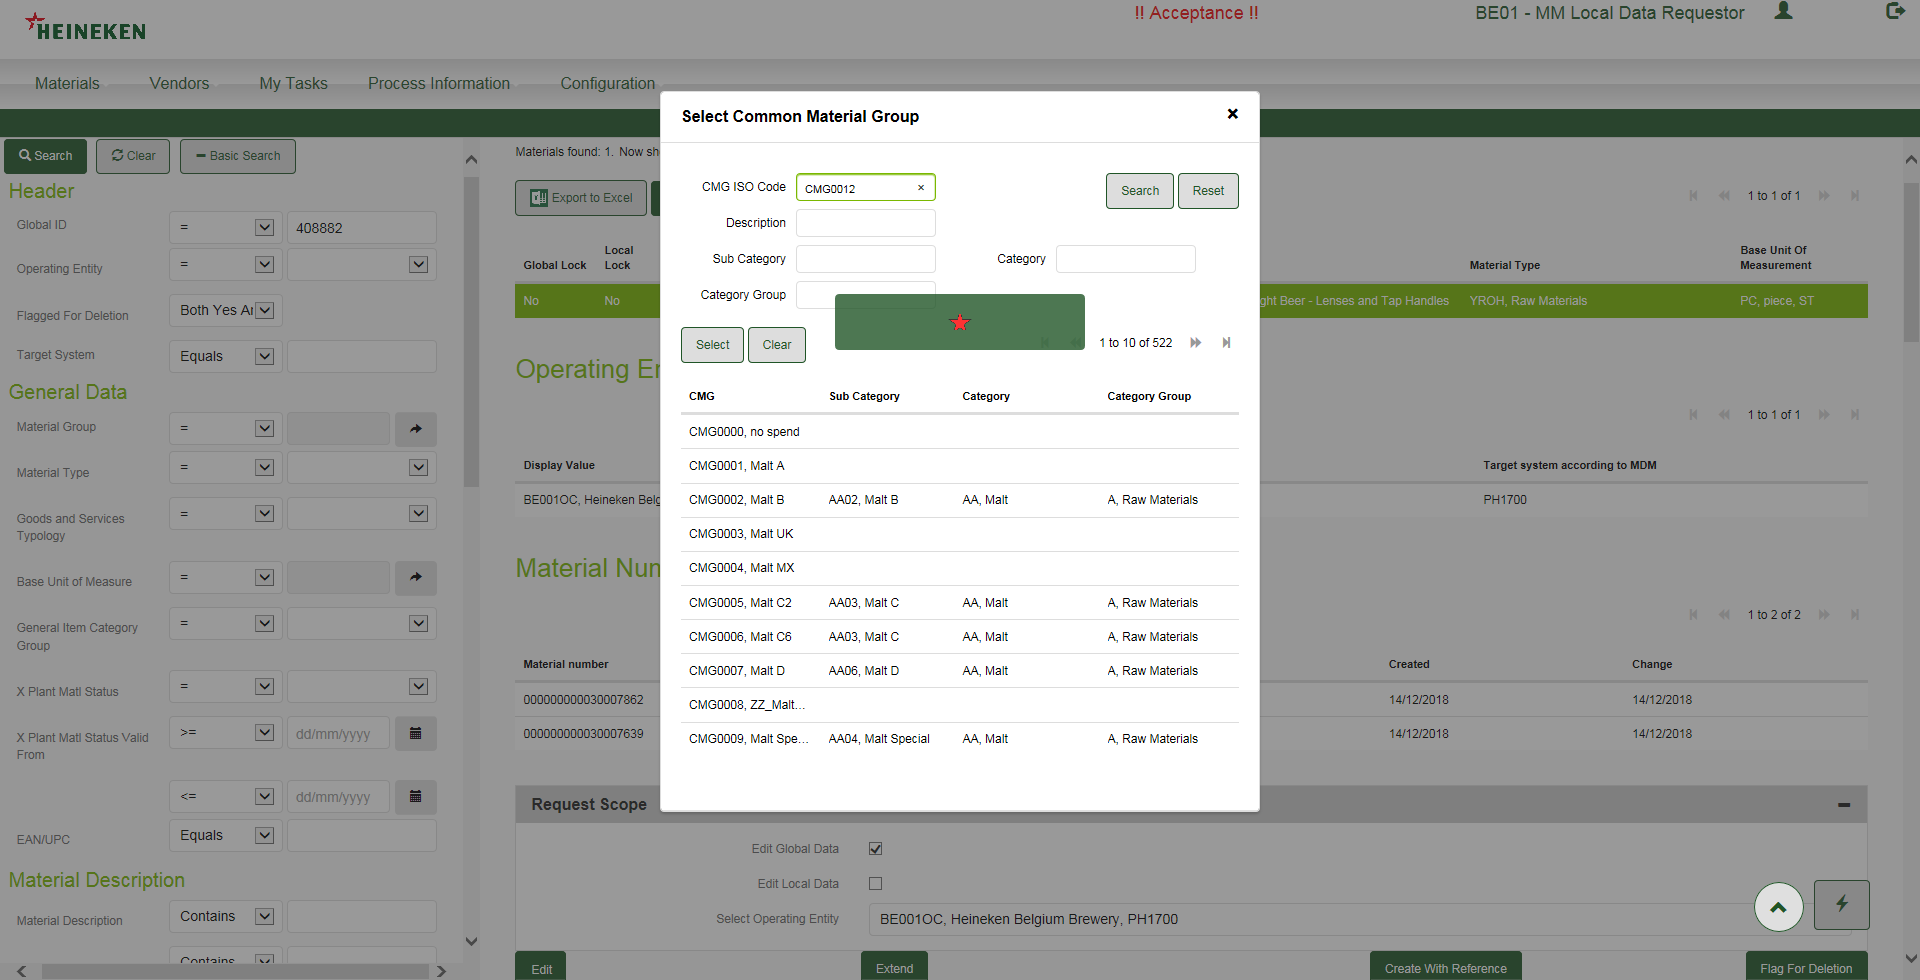 HEINEKEN
!! Acceptance !!
BE01 - MM Local Data Requestor
Materials
Vendors
My Tasks
Process Information
Configuration
Search
Clear
Basic Search
Header
Global ID
=
408882
Operating Entity
=
Flagged For Deletion
Both Yes Ar
Target System
Equals
General Data
Material Group
=
Material Type
=
Goods and Services
Typology
=
Base Unit of Measure
=
General Item Category
Group
=
X Plant Matl Status
=
X Plant Matl Status Valid
From
>=
dd/mm/yyyy
<=
dd/mm/yyyy
EAN/UPC
Equals
Material Description
Material Description
Contains
Contains
Materials found: 1. Now sh
Export to Excel
1 to 1 of 1
Global Lock
Local
Lock
Material Type
Base Unit Of
Measurement
No
No
ght Beer - Lenses and Tap Handles
YROH, Raw Materials
PC, piece, ST
Operating E
1 to 1 of 1
Display Value
Target system according to MDM
BE001OC, Heineken Belg
PH1700
Material Nu
1 to 2 of 2
Material number
Created
Change
000000000030007862
14/12/2018
14/12/2018
000000000030007639
14/12/2018
14/12/2018
Request Scope
Edit Global Data
Edit Local Data
Select Operating Entity
BE001OC, Heineken Belgium Brewery, PH1700
Edit
Extend
Create With Reference
Flag For Deletion
Select Common Material Group
×
CMG ISO Code
CMG0012
×
Search
Reset
Description
Sub Category
Category
Category Group
Select
Clear
1 to 10 of 522
CMG
Sub Category
Category
Category Group
CMG0000, no spend
CMG0001, Malt A
CMG0002, Malt B
AA02, Malt B
AA, Malt
A, Raw Materials
CMG0003, Malt UK
CMG0004, Malt MX
CMG0005, Malt C2
AA03, Malt C
AA, Malt
A, Raw Materials
CMG0006, Malt C6
AA03, Malt C
AA, Malt
A, Raw Materials
CMG0007, Malt D
AA06, Malt D
AA, Malt
A, Raw Materials
CMG0008, ZZ_Malt...
CMG0009, Malt Spe...
AA04, Malt Special
AA, Malt
A, Raw Materials